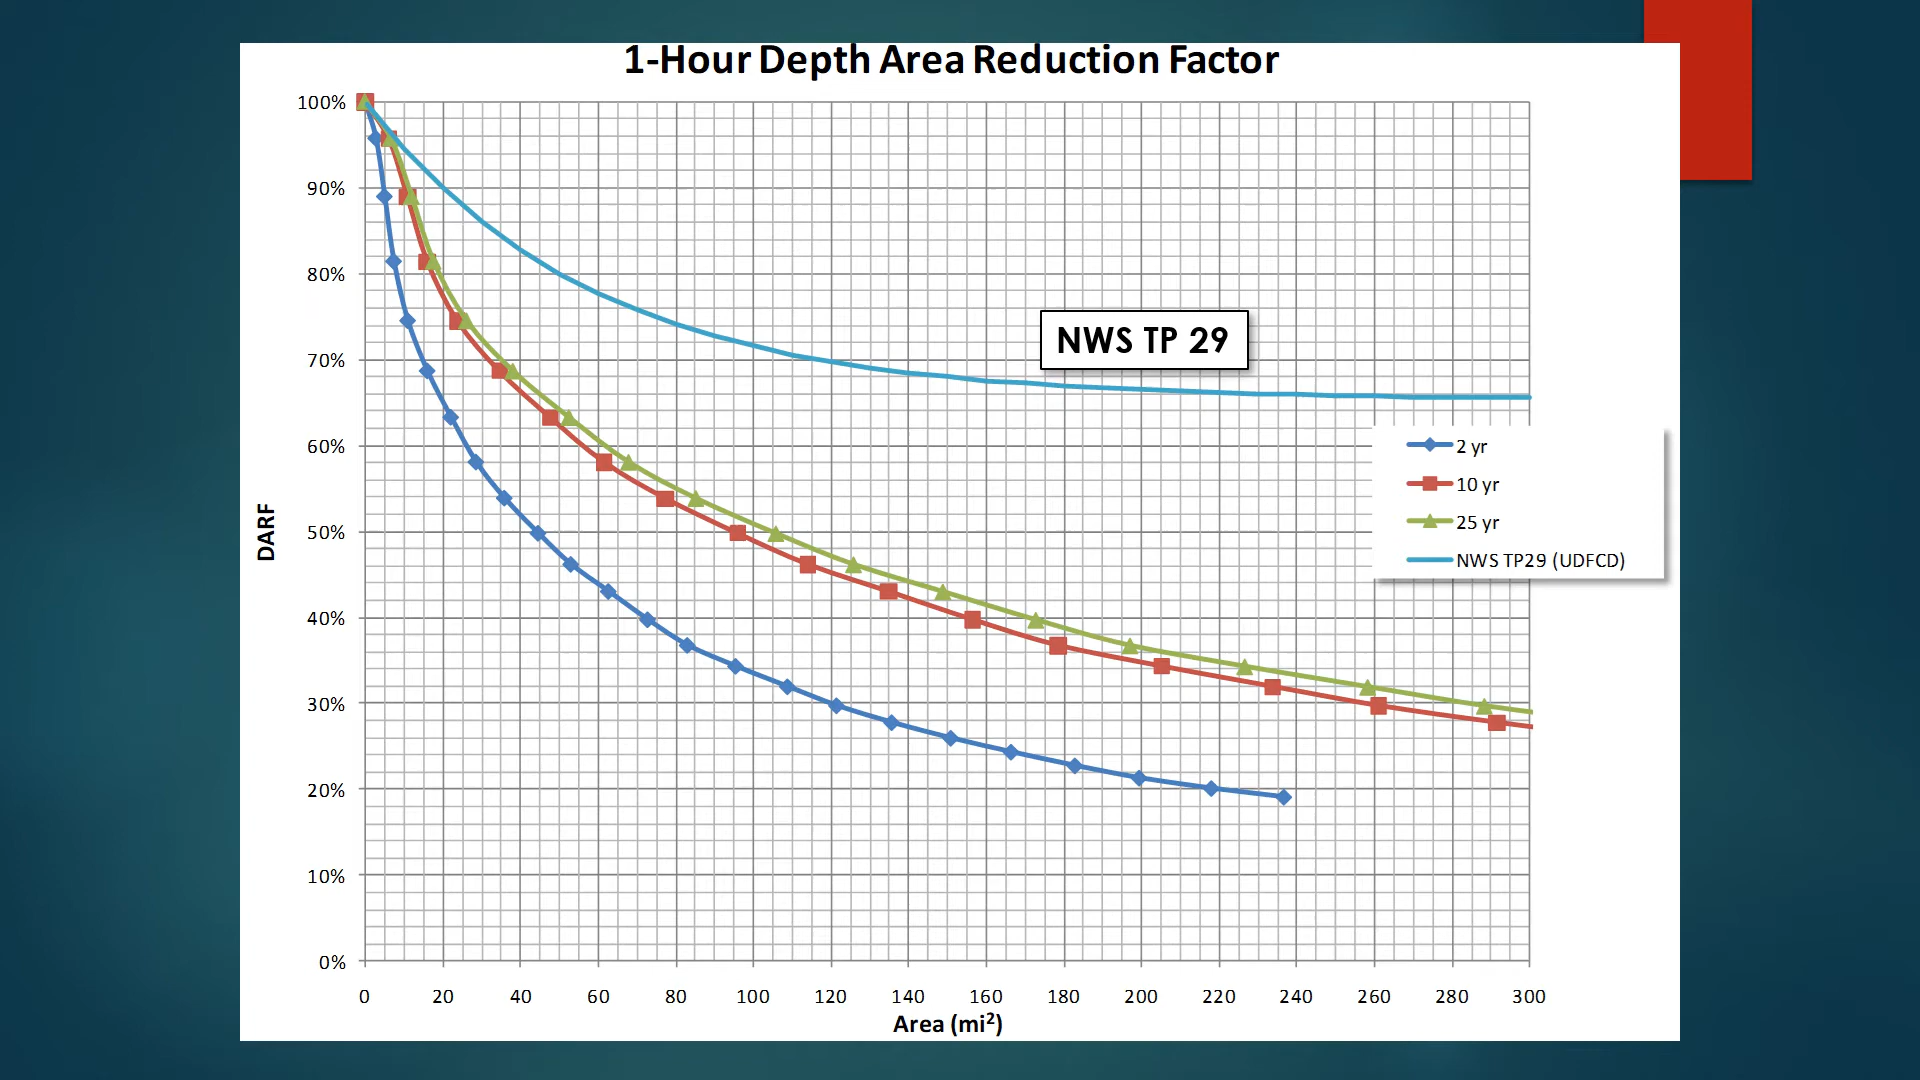 1-Hour Depth Area Reduction Factor
100%
90%
80%
70%
60%
50%
40%
30%
20%
10%
0%
DARF
NWS TP 29
2 yr
10 yr
25 yr
NWS TP29 (UDFCD)
0 20 40 60 80 100 120 140 160 180 200 220 240 260 280 300
Area (mi²)